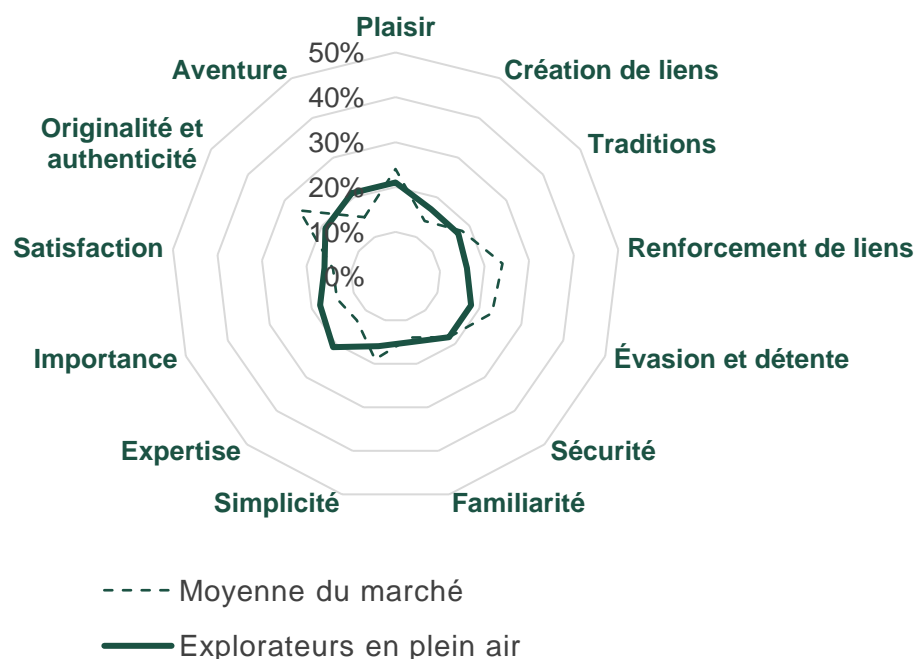 Plaisir
50%
Aventure
Création de liens
40%
Originalité et
authenticité
Traditions
30%
20%
Satisfaction
Renforcement de liens
10%
0%
Importance
Évasion et détente
Expertise
Sécurité
Simplicité
Familiarité
Moyenne du marché
Explorateurs en plein air